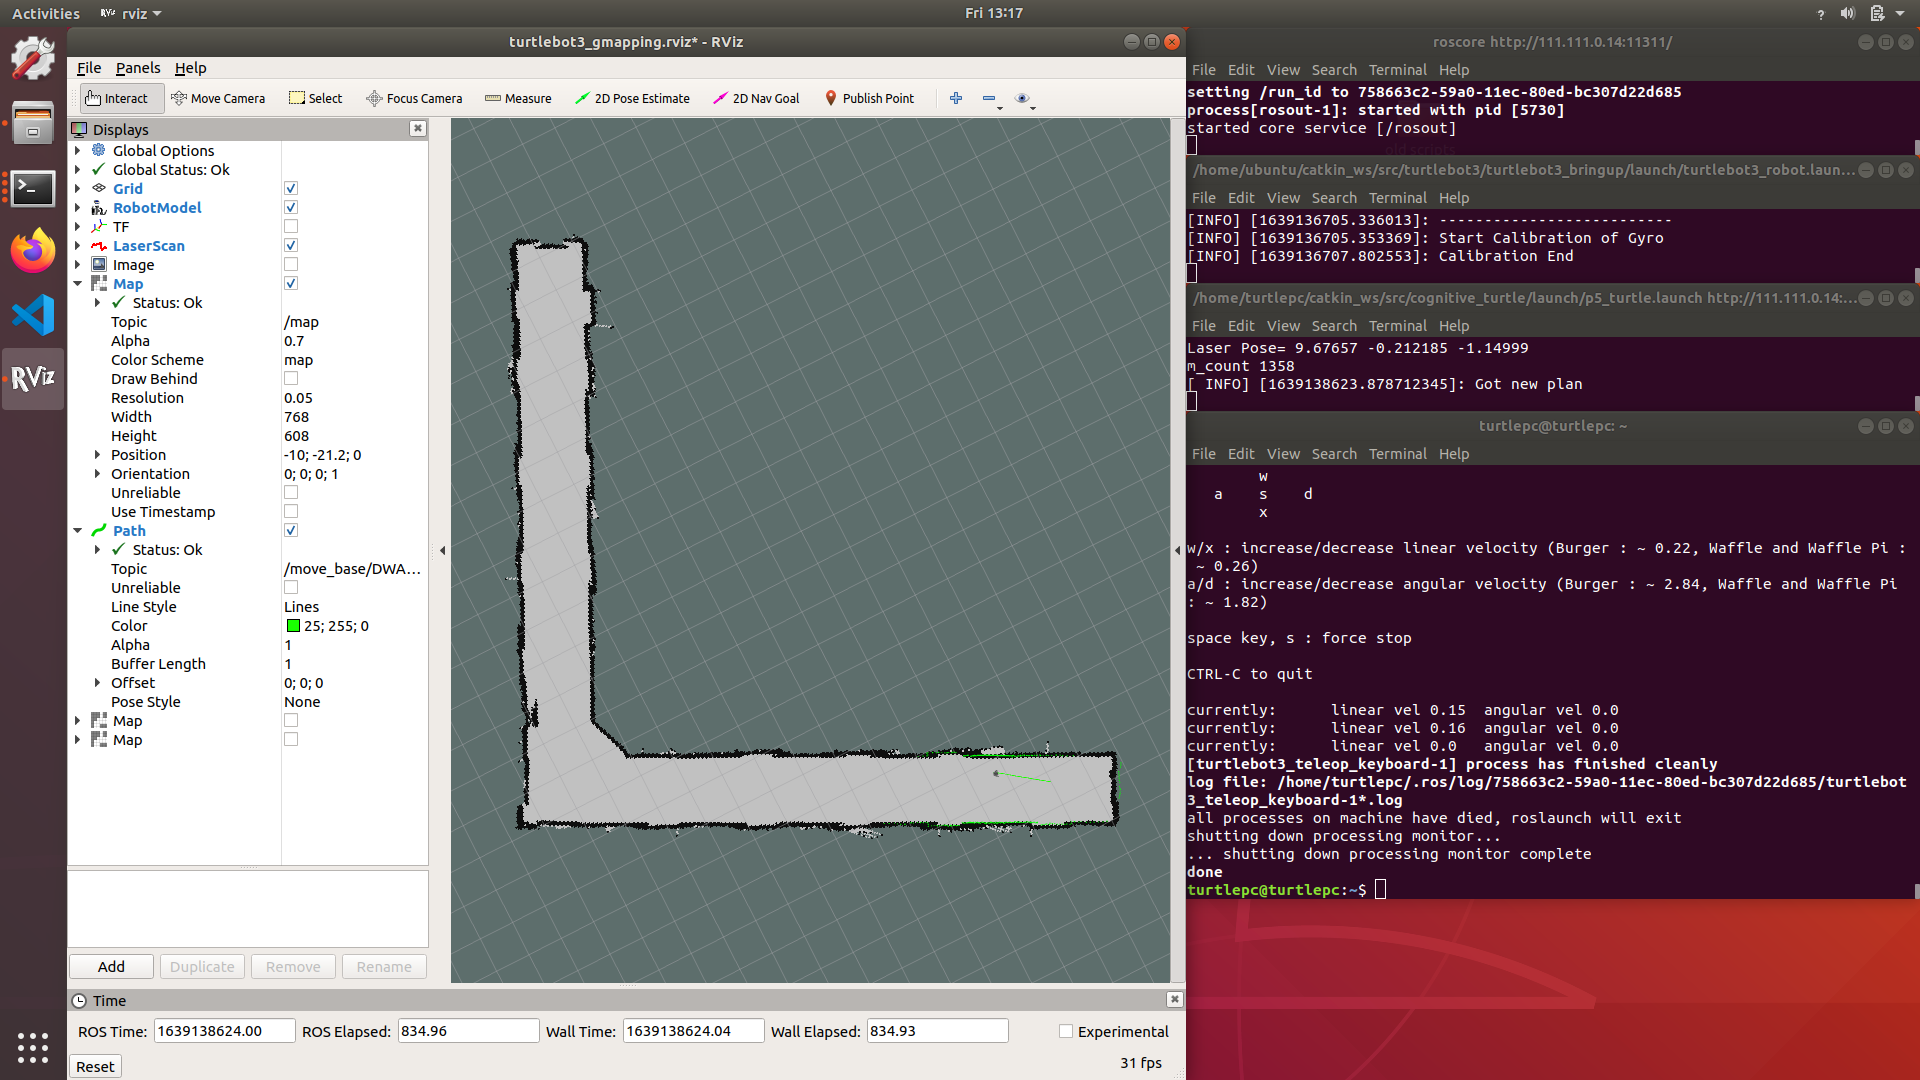 Activities
rviz
Fri 13:17
turtlebot3_gmapping.rviz* - RViz
File Panels Help
Interact
Move Camera
Select
Focus Camera
Measure
2D Pose Estimate
2D Nav Goal
Publish Point
Displays
Global Options
Global Status: Ok
Grid
RobotModel
TF
LaserScan
Image
Map
Status: Ok
Topic /map
Alpha 0.7
Color Scheme map
Draw Behind
Resolution 0.05
Width 768
Height 608
Position -10; -21.2; 0
Orientation 0; 0; 0; 1
Unreliable
Use Timestamp
Path
Status: Ok
Topic /move_base/DWA...
Unreliable
Line Style Lines
Color 25; 255; 0
Alpha 1
Buffer Length 1
Offset 0; 0; 0
Pose Style None
Map
Map
Add Duplicate Remove Rename
Time
ROS Time: 1639138624.00 ROS Elapsed: 834.96 Wall Time: 1639138624.04 Wall Elapsed: 834.93 Experimental
Reset
31 fps
RViz
roscore http://111.111.0.14:11311/
File Edit View Search Terminal Help
setting /run_id to 758663c2-59a0-11ec-80ed-bc307d22d685
process[rosout-1]: started with pid [5730]
started core service [/rosout]
old scripts
/home/ubuntu/catkin_ws/src/turtlebot3/turtlebot3_bringup/launch/turtlebot3_robot.laun...
File Edit View Search Terminal Help
[INFO] [1639136705.336013]: --------------------------
[INFO] [1639136705.353369]: Start Calibration of Gyro
[INFO] [1639136707.802553]: Calibration End
/home/turtlepc/catkin_ws/src/cognitive_turtle/launch/p5_turtle.launch http://111.111.0.14:...
File Edit View Search Terminal Help
Laser Pose= 9.67657 -0.212185 -1.14999
m_count 1358
[ INFO] [1639138623.878712345]: Got new plan
turtlepc@turtlepc: ~
File Edit View Search Terminal Help
w
a s d
x
w/x : increase/decrease linear velocity (Burger : ~ 0.22, Waffle and Waffle Pi :
~ 0.26)
a/d : increase/decrease angular velocity (Burger : ~ 2.84, Waffle and Waffle Pi
: ~ 1.82)
space key, s : force stop
CTRL-C to quit
currently: linear vel 0.15 angular vel 0.0
currently: linear vel 0.16 angular vel 0.0
currently: linear vel 0.0 angular vel 0.0
[turtlebot3_teleop_keyboard-1] process has finished cleanly
log file: /home/turtlepc/.ros/log/758663c2-59a0-11ec-80ed-bc307d22d685/turtlebot
3_teleop_keyboard-1*.log
all processes on machine have died, roslaunch will exit
shutting down processing monitor...
... shutting down processing monitor complete
done
turtlepc@turtlepc:~$